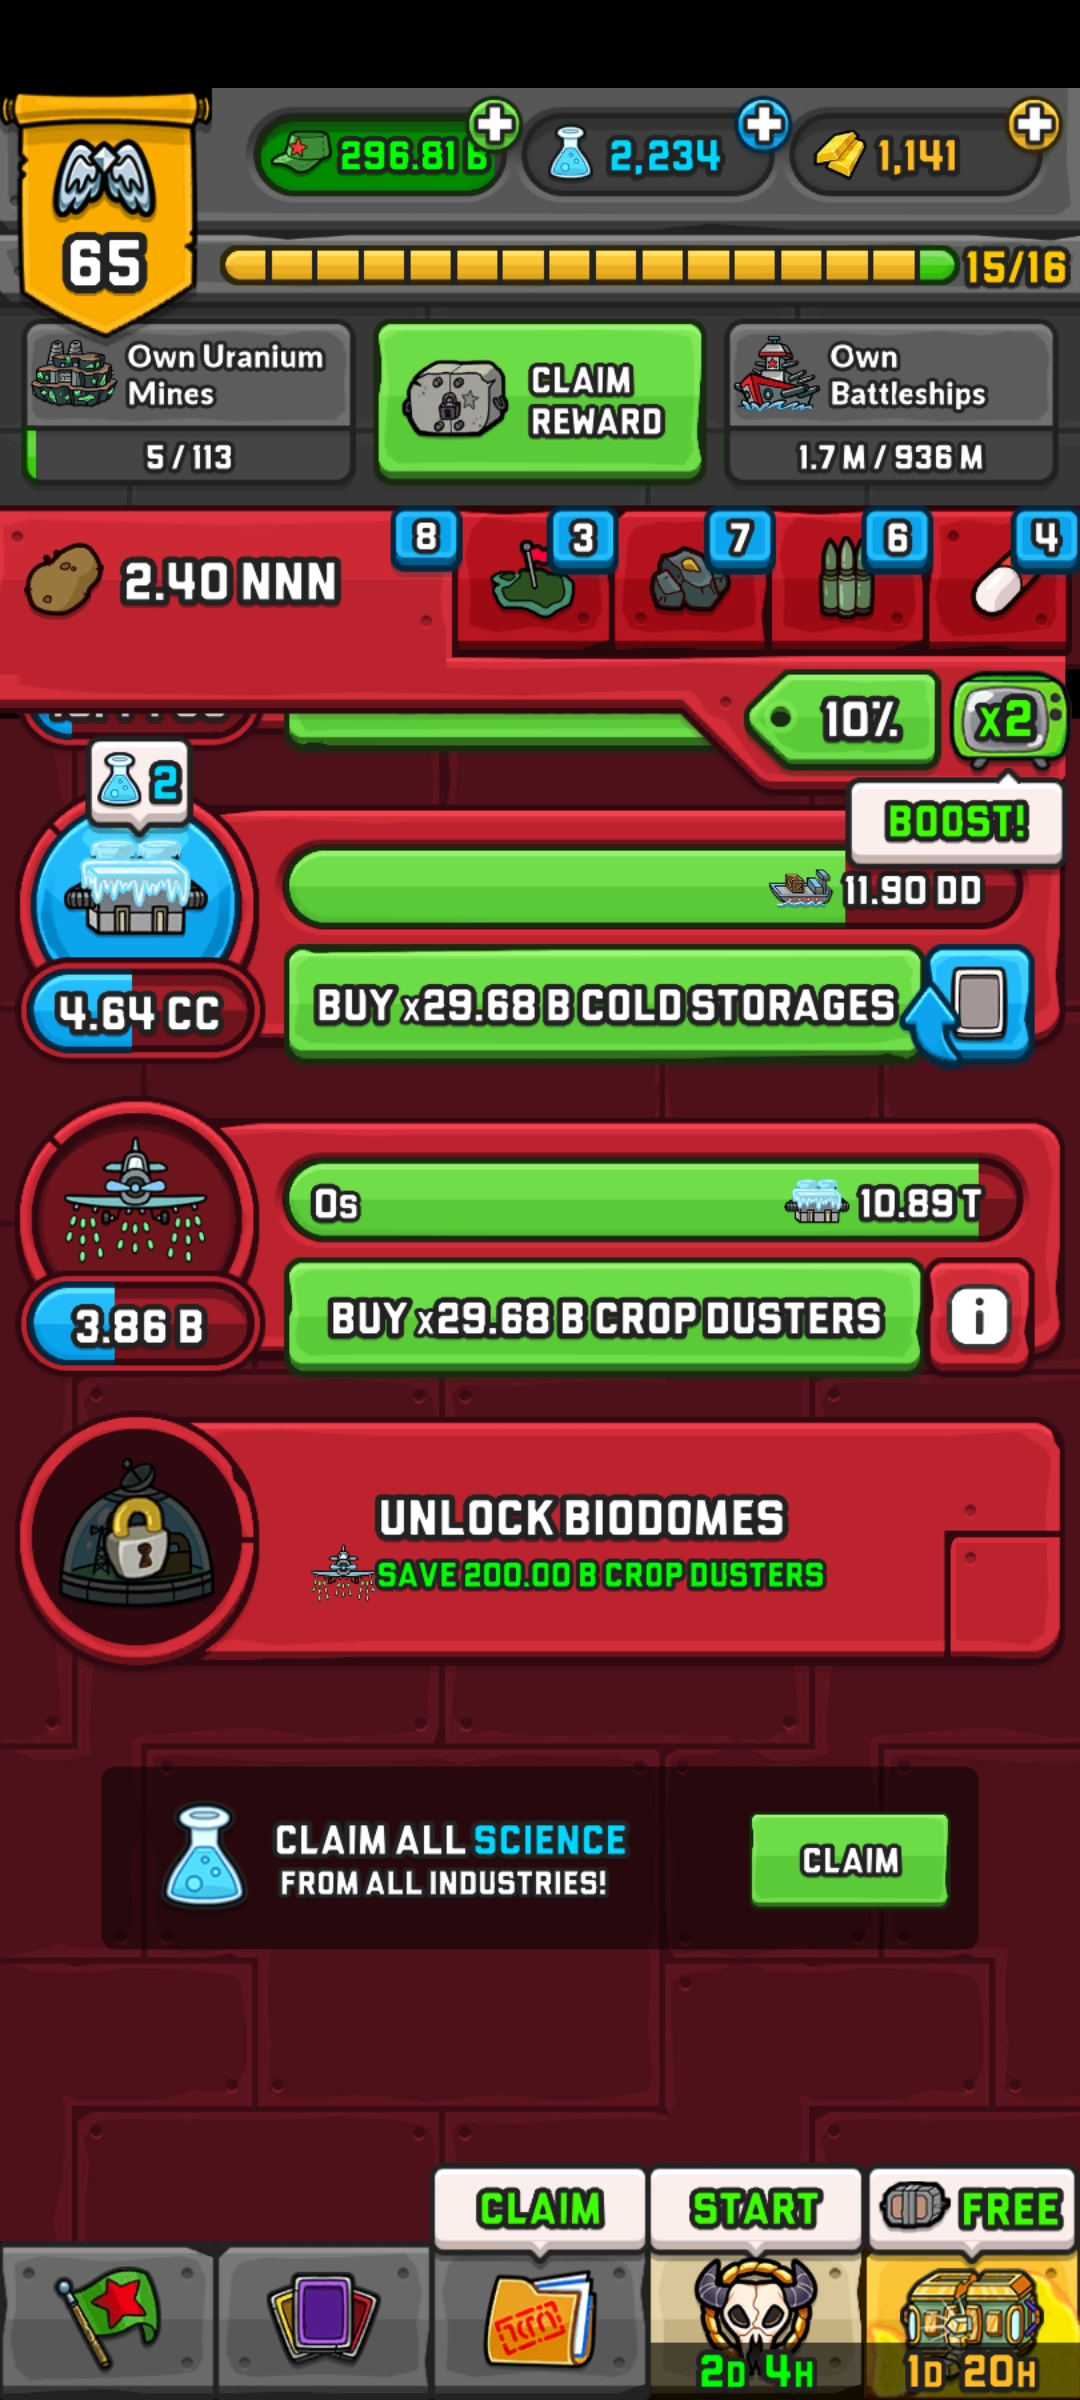 65
296.81 B
2,234
1,141
15/16
Own Uranium
Mines
5 / 113
CLAIM
REWARD
Own
Battleships
1.7 M / 936 M
2.40 NNN
8
3
7
6
4
10%
x2
BOOST!
2
11.90 DD
4.64 CC
BUY x29.68 B COLD STORAGES
0s
10.89 T
3.86 B
BUY x29.68 B CROP DUSTERS
i
UNLOCK BIODOMES
SAVE 200.00 B CROP DUSTERS
CLAIM ALL SCIENCE
FROM ALL INDUSTRIES!
CLAIM
CLAIM
START
FREE
2D 4H
1D 20H